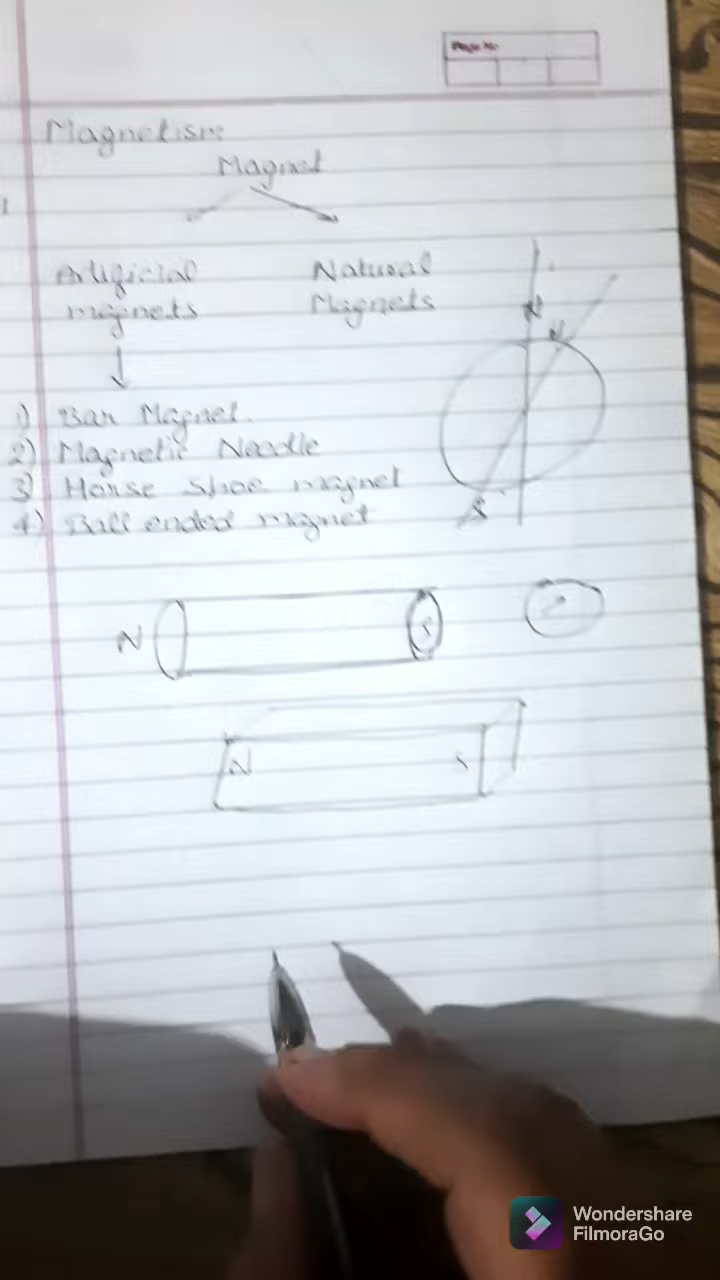 Page No
Magnetism
Magnet
Artificial Natural
magnets Magnets
1) Bar Magnet.
2) Magnetic Needle
3) Horse Shoe magnet
4) Ball ended magnet
N
N
S
N S
N S
Wondershare
FilmoraGo